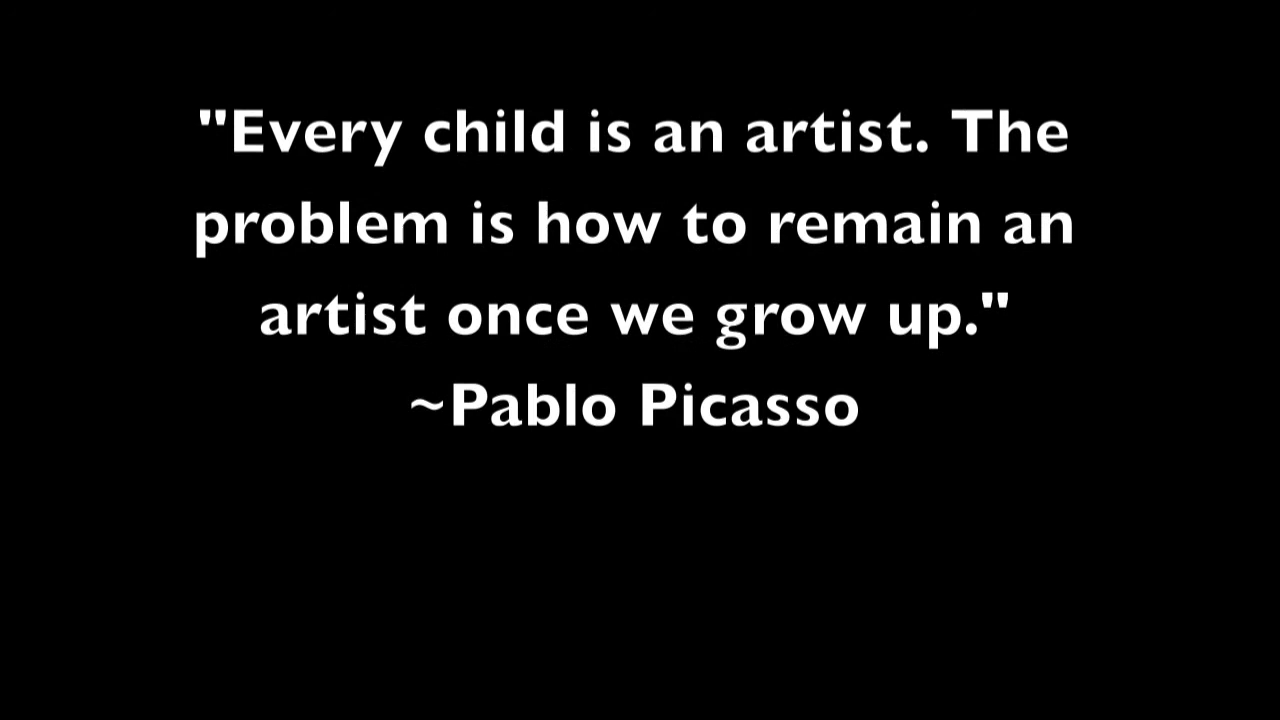 "Every child is an artist. The
problem is how to remain an
artist once we grow up."
~Pablo Picasso